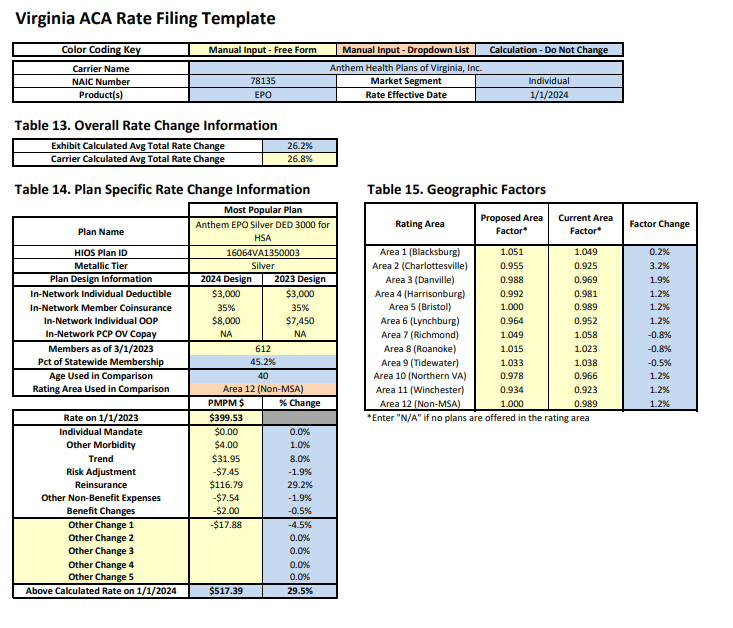 Virginia ACA Rate Filing Template
Color Coding Key Manual Input - Free Form Manual Input - Dropdown List Calculation - Do Not Change
Carrier Name Anthem Health Plans of Virginia, Inc.
NAIC Number 78135 Market Segment Individual
Product(s) EPO Rate Effective Date 1/1/2024
Table 13. Overall Rate Change Information
Exhibit Calculated Avg Total Rate Change 26.2%
Carrier Calculated Avg Total Rate Change 26.8%
Table 14. Plan Specific Rate Change Information
Most Popular Plan
Plan Name Anthem EPO Silver DED 3000 for
HSA
HIOS Plan ID 16064VA1350003
Metallic Tier Silver
Plan Design Information 2024 Design 2023 Design
In-Network Individual Deductible $3,000 $3,000
In-Network Member Coinsurance 35% 35%
In-Network Individual OOP $8,000 $7,450
In-Network PCP OV Copay NA NA
Members as of 3/1/2023 612
Pct of Statewide Membership 45.2%
Age Used in Comparison 40
Rating Area Used in Comparison Area 12 (Non-MSA)
PMPM $ % Change
Rate on 1/1/2023 $399.53
Individual Mandate $0.00 0.0%
Other Morbidity $4.00 1.0%
Trend $31.95 8.0%
Risk Adjustment -$7.45 -1.9%
Reinsurance $116.79 29.2%
Other Non-Benefit Expenses -$7.54 -1.9%
Benefit Changes -$2.00 -0.5%
Other Change 1 -$17.88 -4.5%
Other Change 2 0.0%
Other Change 3 0.0%
Other Change 4 0.0%
Other Change 5 0.0%
Above Calculated Rate on 1/1/2024 $517.39 29.5%
Table 15. Geographic Factors
Rating Area Proposed Area Factor* Current Area Factor* Factor Change
Area 1 (Blacksburg) 1.051 1.049 0.2%
Area 2 (Charlottesville) 0.955 0.925 3.2%
Area 3 (Danville) 0.988 0.969 1.9%
Area 4 (Harrisonburg) 0.992 0.981 1.2%
Area 5 (Bristol) 1.000 0.989 1.2%
Area 6 (Lynchburg) 0.964 0.952 1.2%
Area 7 (Richmond) 1.049 1.058 -0.8%
Area 8 (Roanoke) 1.015 1.023 -0.8%
Area 9 (Tidewater) 1.033 1.038 -0.5%
Area 10 (Northern VA) 0.978 0.966 1.2%
Area 11 (Winchester) 0.934 0.923 1.2%
Area 12 (Non-MSA) 1.000 0.989 1.2%
*Enter "N/A" if no plans are offered in the rating area